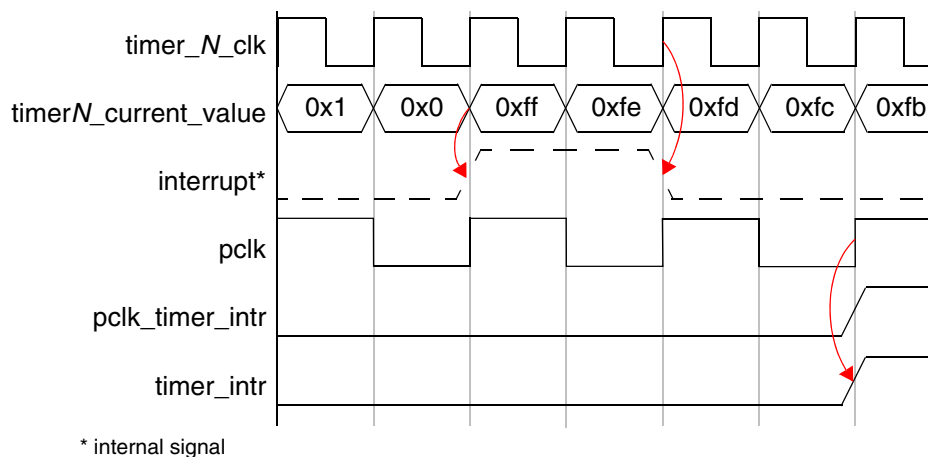 timer_N_clk
timerN_current_value 0x1 0x0 0xff 0xfe 0xfd 0xfc 0xfb
interrupt*
pclk
pclk_timer_intr
timer_intr
* internal signal